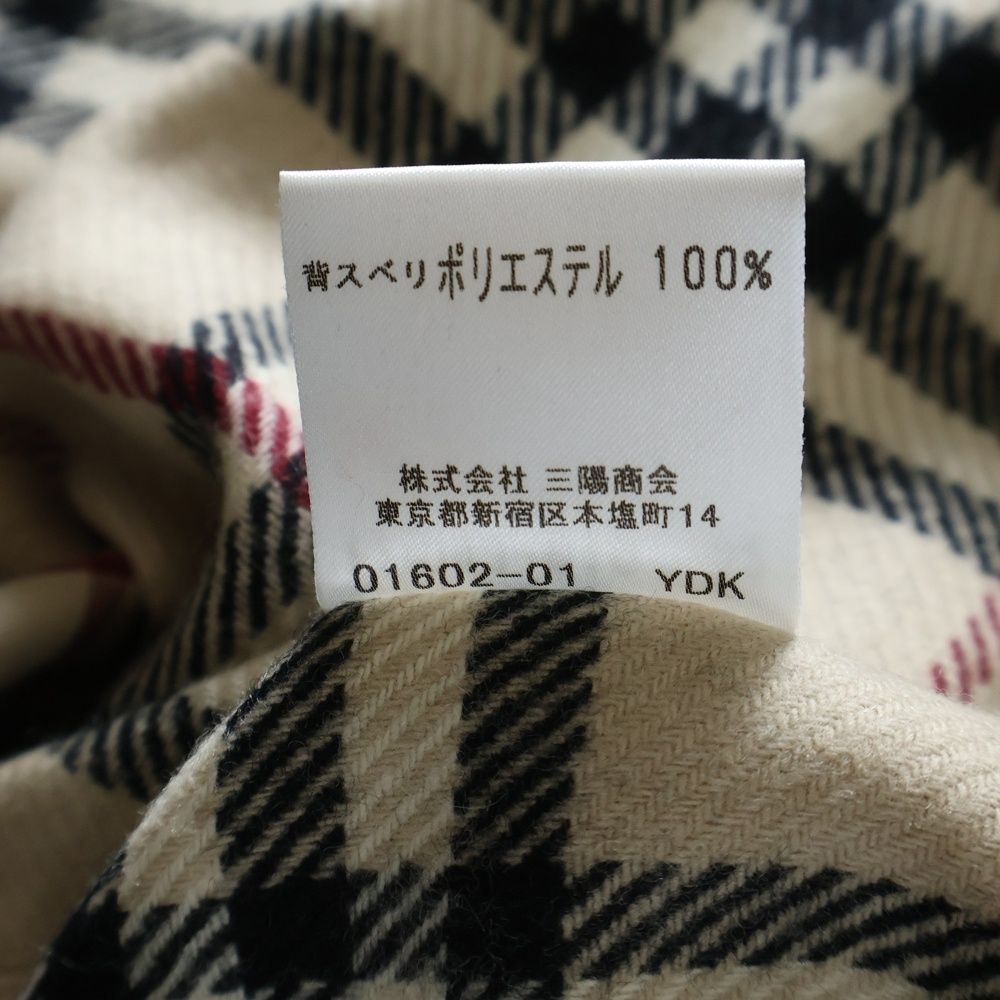 背スベリ ポリエステル 100%
株式会社 三陽商会
東京都新宿区本塩町14
01602-01 YDK